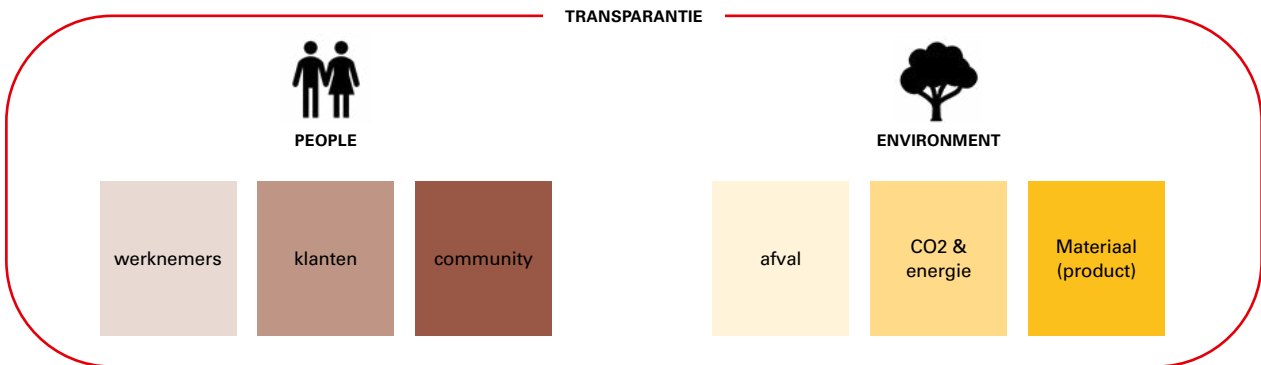 TRANSPARANTIE
PEOPLE
werknemers
klanten
community
ENVIRONMENT
afval
CO2 &
energie
Materiaal
(product)